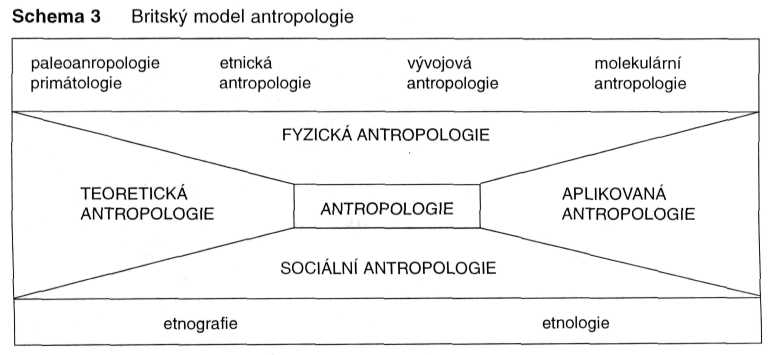 Schema 3 Britský model antropologie
paleoanropologie etnická vývojová molekulární
primátologie antropologie antropologie antropologie
FYZICKÁ ANTROPOLOGIE
TEORETICKÁ APLIKOVANÁ
ANTROPOLOGIE ANTROPOLOGIE ANTROPOLOGIE
SOCIÁLNÍ ANTROPOLOGIE
etnografie etnologie